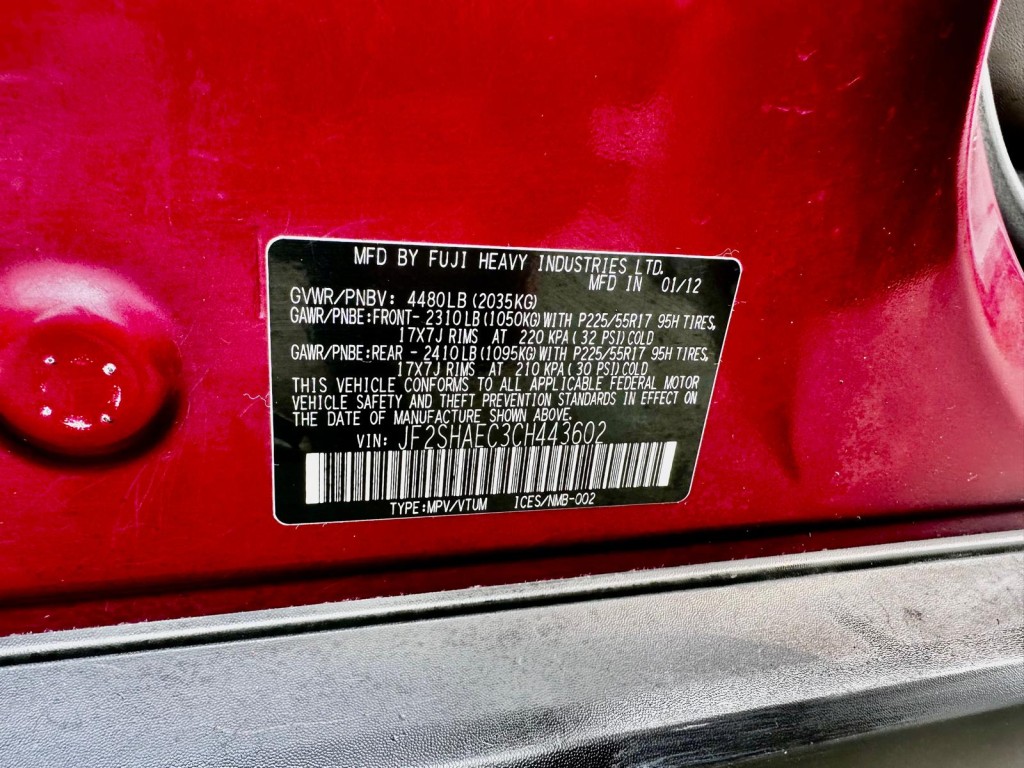 MFD BY FUJI HEAVY INDUSTRIES LTD.
MFD IN 01/12
GVWR/PNBV: 4480LB (2035KG)
GAWR/PNBE:FRONT- 2310LB (1050KG) WITH P225/55R17 95H TIRES,
17X7J RIMS AT 220 KPA ( 32 PSI) COLD
GAWR/PNBE:REAR - 2410LB (1095KG) WITH P225/55R17 95H TIRES,
17X7J RIMS AT 210 KPA ( 30 PSI) COLD
THIS VEHICLE CONFORMS TO ALL APPLICABLE FEDERAL MOTOR
VEHICLE SAFETY AND THEFT PREVENTION STANDARDS IN EFFECT ON
THE DATE OF MANUFACTURE SHOWN ABOVE.
VIN: JF2SHAEC3CH443602
TYPE:MPV/VTUM ICES/NMB-002